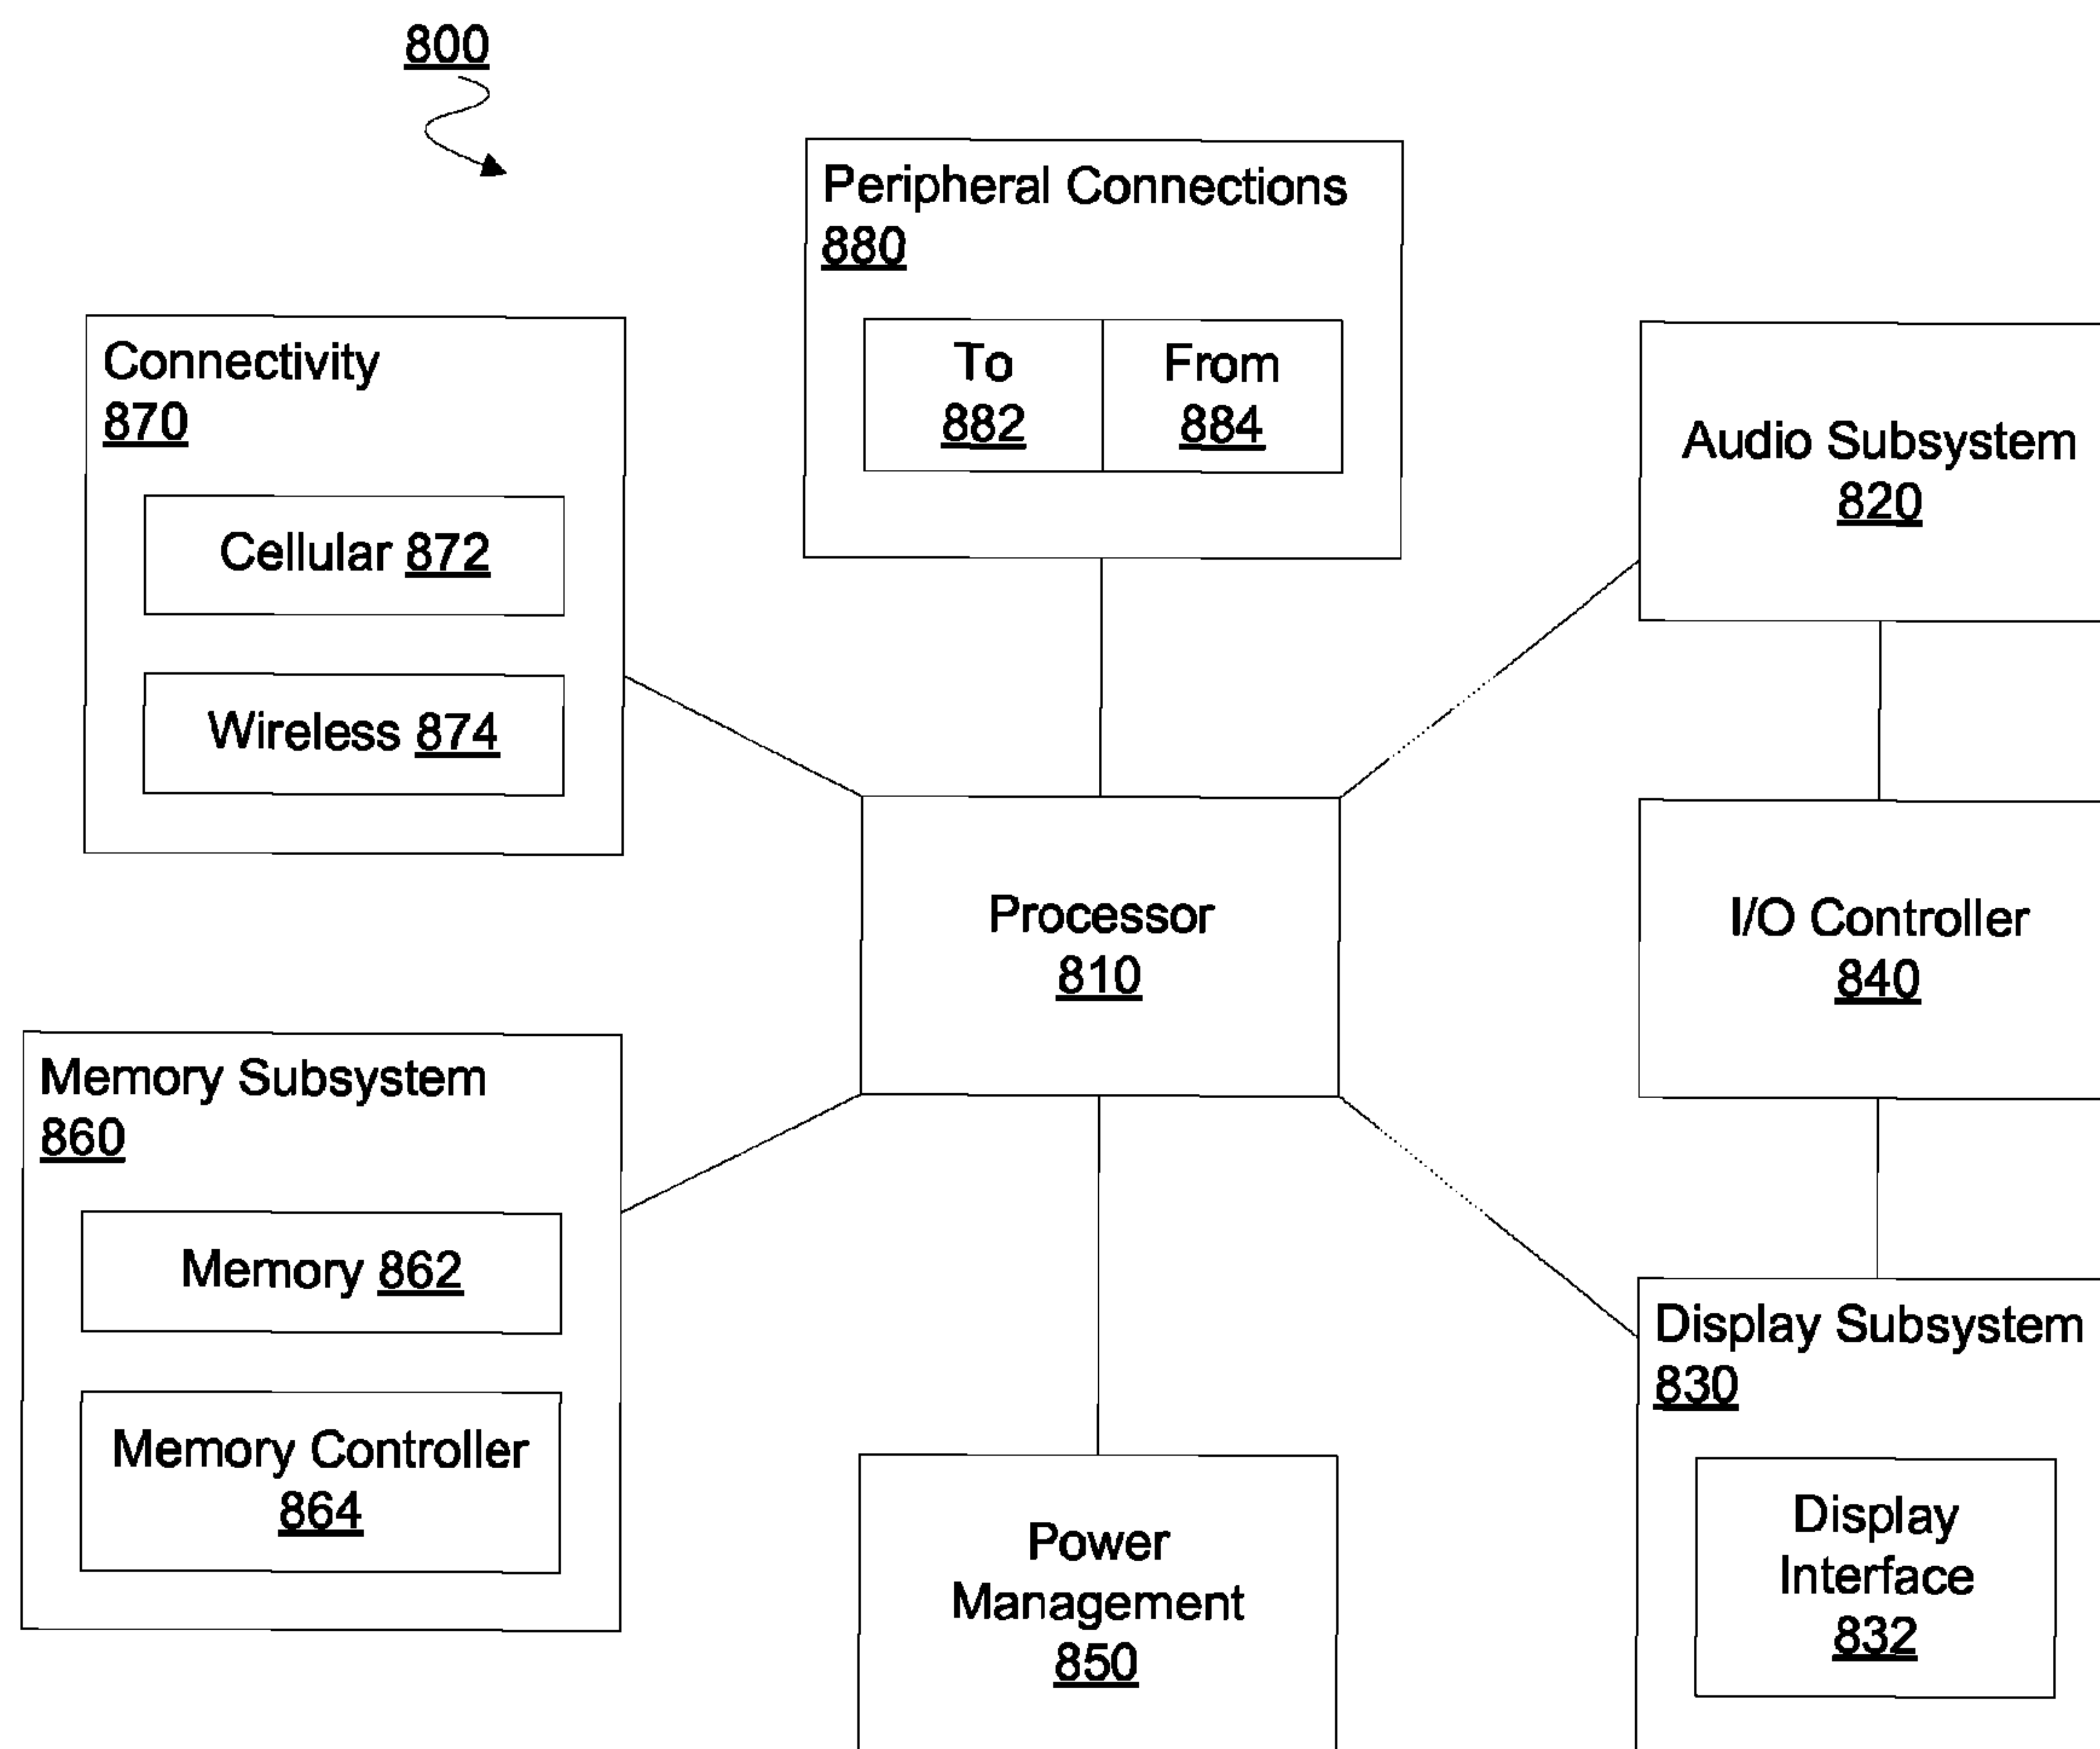 800
Peripheral Connections
880
To
882
From
884
Connectivity
870
Cellular 872
Wireless 874
Audio Subsystem
820
Processor
810
I/O Controller
840
Memory Subsystem
860
Memory 862
Memory Controller
864
Power
Management
850
Display Subsystem
830
Display
Interface
832